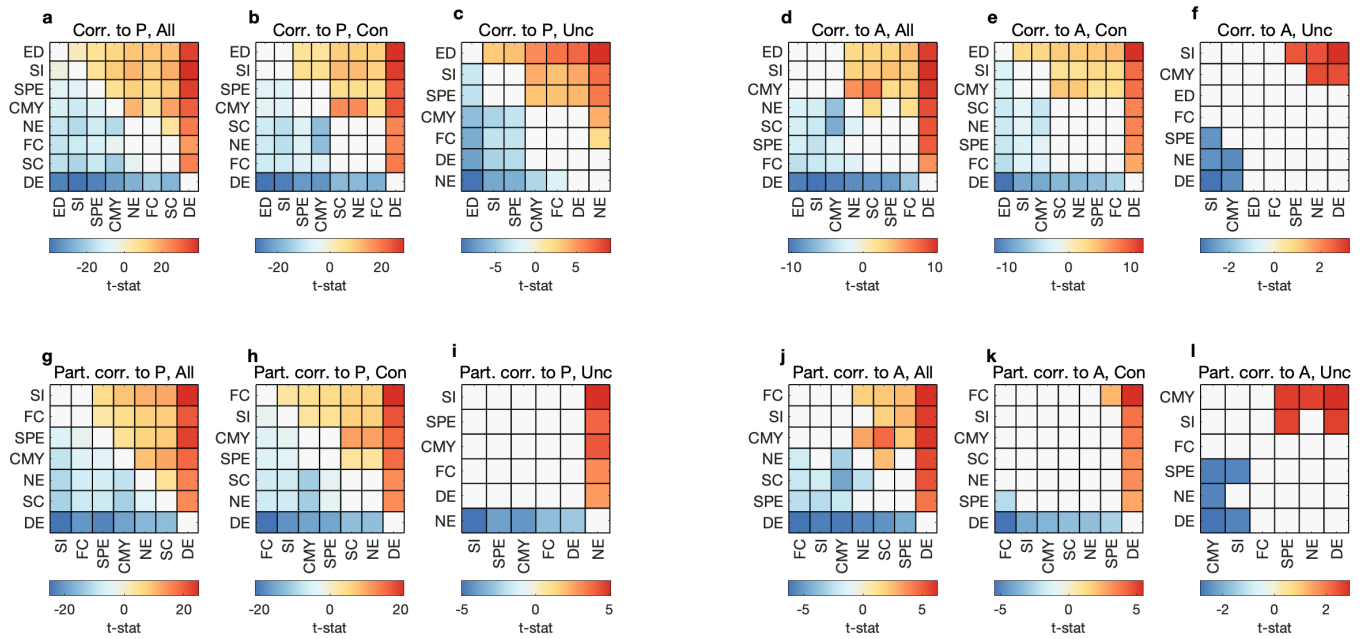 a
Corr. to P, All
ED
SI
SPE
CMY
NE
FC
SC
DE
ED SI SPE CMY NE FC SC DE
-20 0 20
t-stat
b
Corr. to P, Con
ED
SI
SPE
CMY
SC
NE
FC
DE
ED SI SPE CMY SC NE FC DE
-20 0 20
t-stat
c
Corr. to P, Unc
ED
SI
SPE
CMY
FC
DE
NE
ED SI SPE CMY FC DE NE
-5 0 5
t-stat
d
Corr. to A, All
ED
SI
CMY
NE
SC
SPE
FC
DE
ED SI CMY NE SC SPE FC DE
-10 0 10
t-stat
e
Corr. to A, Con
ED
SI
CMY
SC
NE
SPE
FC
DE
ED SI CMY SC NE SPE FC DE
-10 0 10
t-stat
f
Corr. to A, Unc
SI
CMY
ED
FC
SPE
NE
DE
SI CMY ED FC SPE NE DE
-2 0 2
t-stat
g
Part. corr. to P, All
SI
FC
SPE
CMY
NE
SC
DE
SI FC SPE CMY NE SC DE
-20 0 20
t-stat
h
Part. corr. to P, Con
FC
SI
CMY
SPE
SC
NE
DE
FC SI CMY SPE SC NE DE
-20 0 20
t-stat
i
Part. corr. to P, Unc
SI
SPE
CMY
FC
DE
NE
SI SPE CMY FC DE NE
-5 0 5
t-stat
j
Part. corr. to A, All
FC
SI
CMY
NE
SC
SPE
DE
FC SI CMY NE SC SPE DE
-5 0 5
t-stat
k
Part. corr. to A, Con
FC
SI
CMY
SC
NE
SPE
DE
FC SI CMY SC NE SPE DE
-5 0 5
t-stat
l
Part. corr. to A, Unc
CMY
SI
FC
SPE
NE
DE
CMY SI FC SPE NE DE
-2 0 2
t-stat